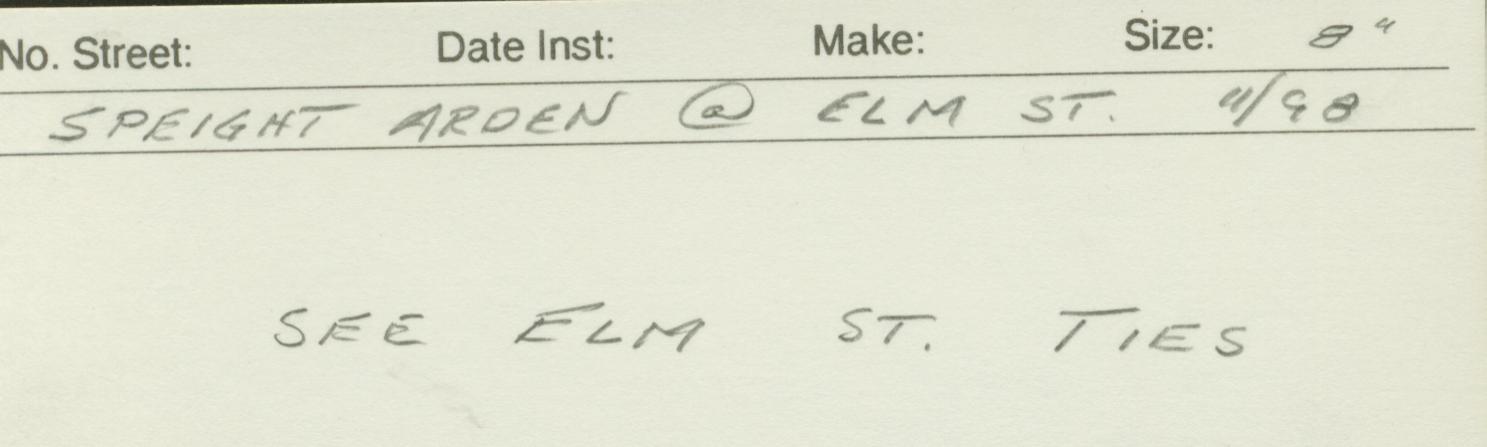 No. Street: Date Inst: Make: Size: 8"
SPEIGHT ARDEN @ ELM ST. 11/98
SEE ELM ST. TIES